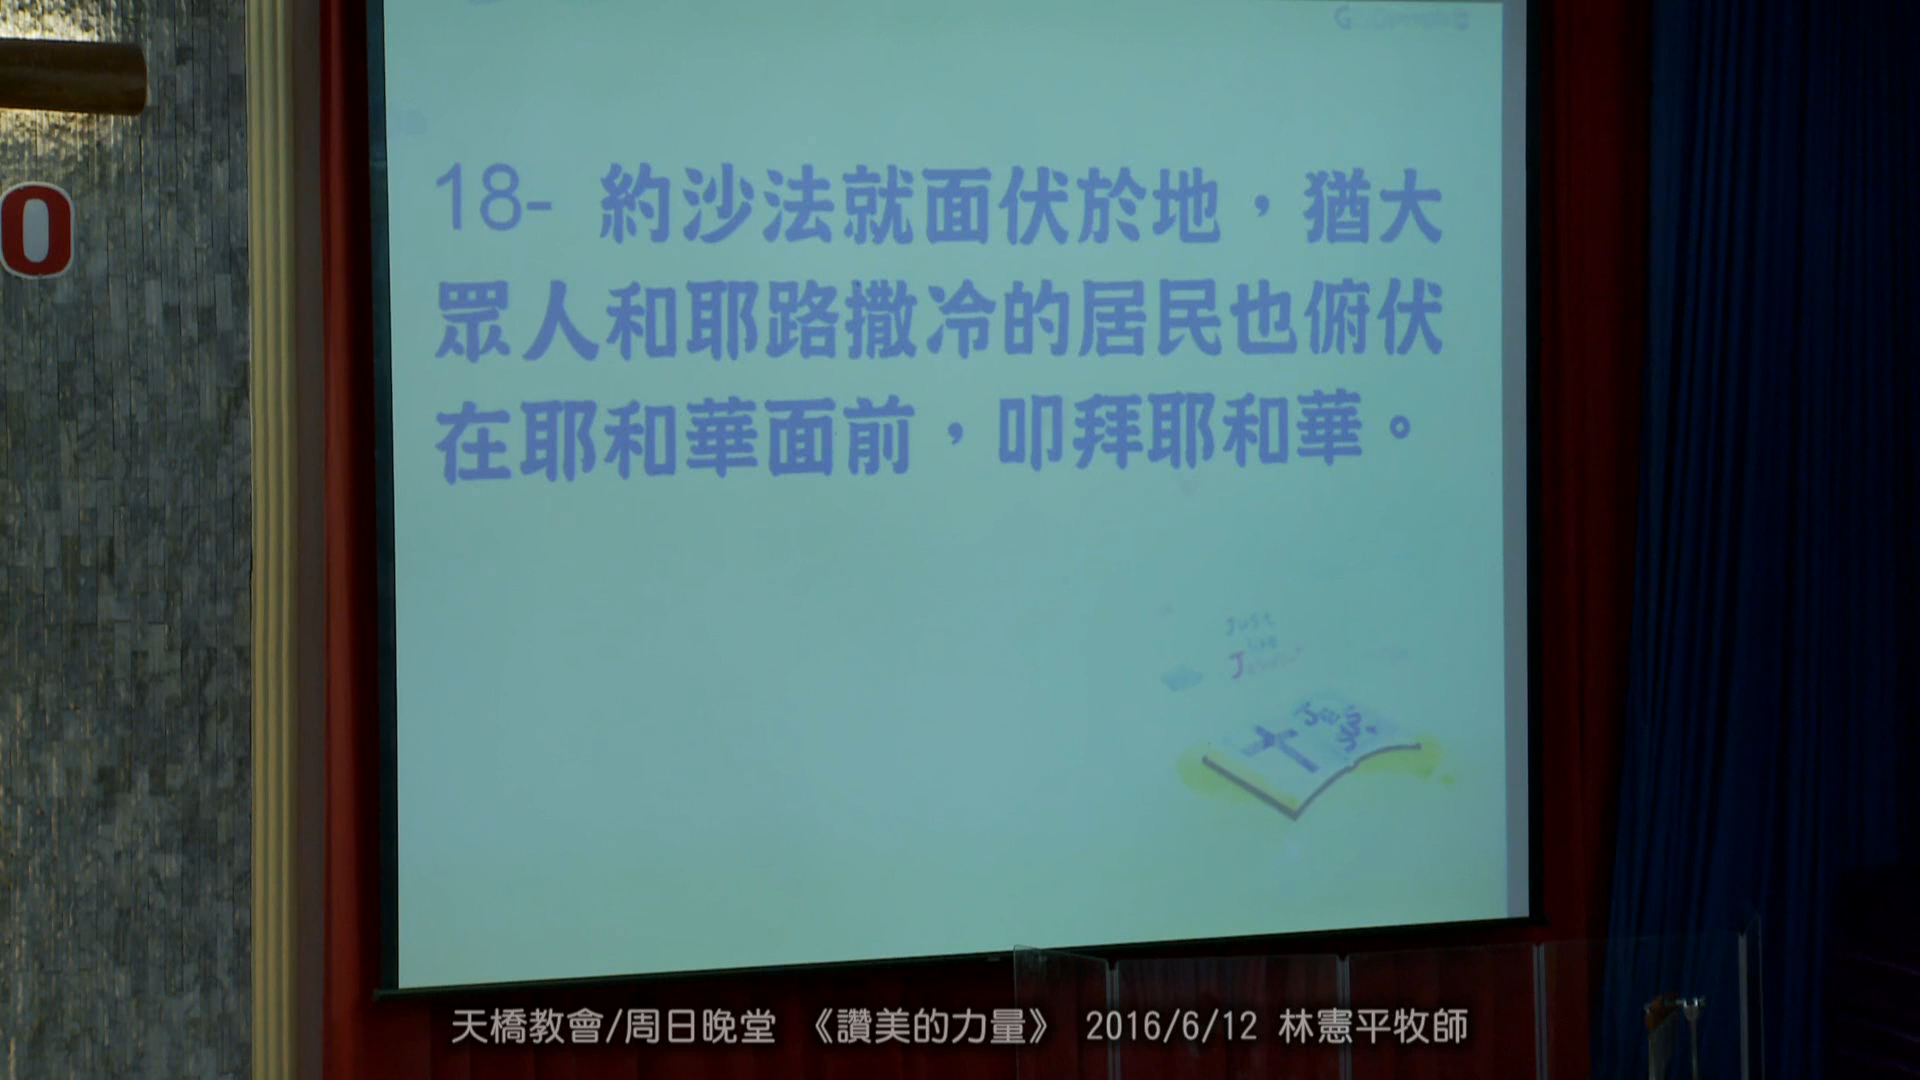 18- 約沙法就面伏於地，猶大
眾人和耶路撒冷的居民也俯伏
在耶和華面前，叩拜耶和華。
Just
J
天橋教會/周日晚堂 《讚美的力量》 2016/6/12 林憲平牧師